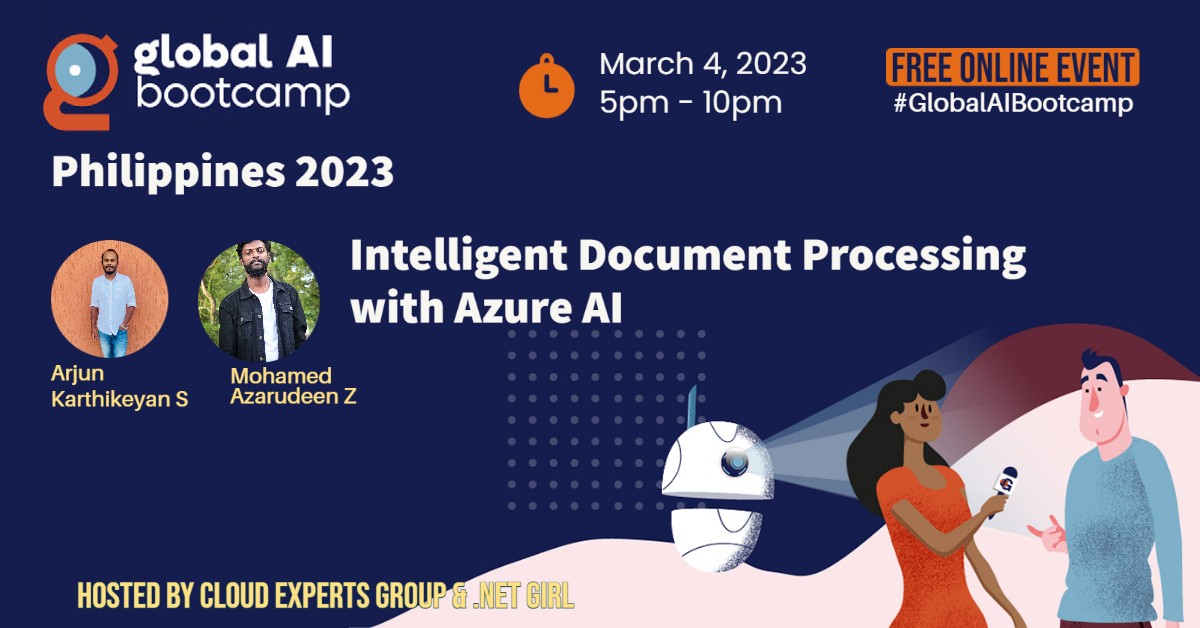 global AI
bootcamp
March 4, 2023
5pm - 10pm
FREE ONLINE EVENT
#GlobalAIBootcamp
Philippines 2023
Intelligent Document Processing
with Azure AI
Arjun
Karthikeyan S
Mohamed
Azarudeen Z
G
HOSTED BY CLOUD EXPERTS GROUP & .NET GIRL